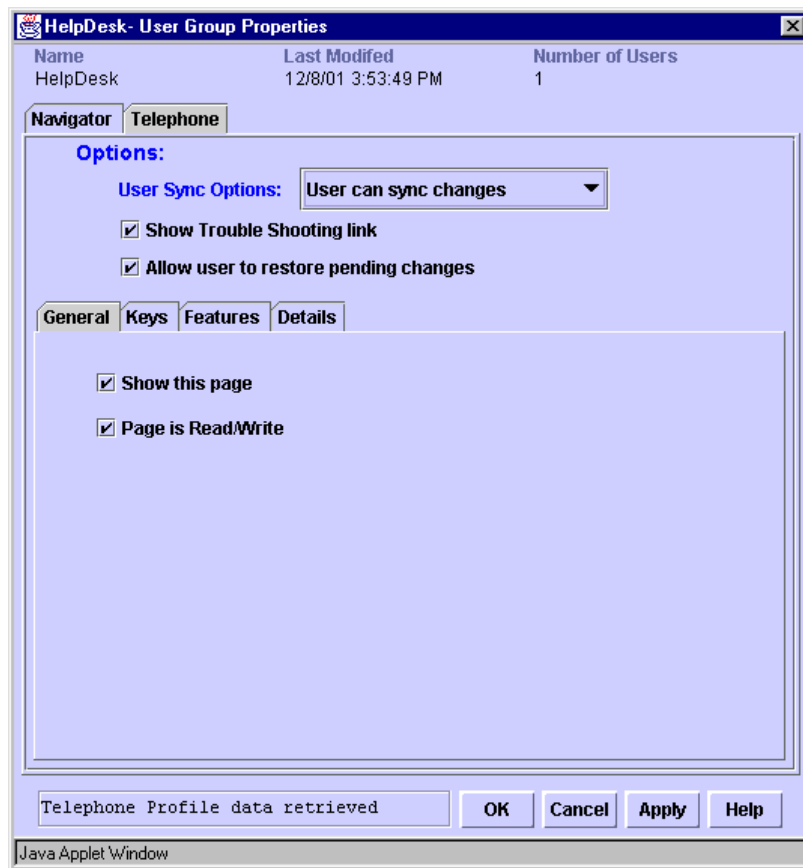 HelpDesk- User Group Properties
Name Last Modifed Number of Users
HelpDesk 12/8/01 3:53:49 PM 1
Navigator Telephone
Options:
User Sync Options: User can sync changes
Show Trouble Shooting link
Allow user to restore pending changes
General Keys Features Details
Show this page
Page is Read/Write
Telephone Profile data retrieved OK Cancel Apply Help
Java Applet Window